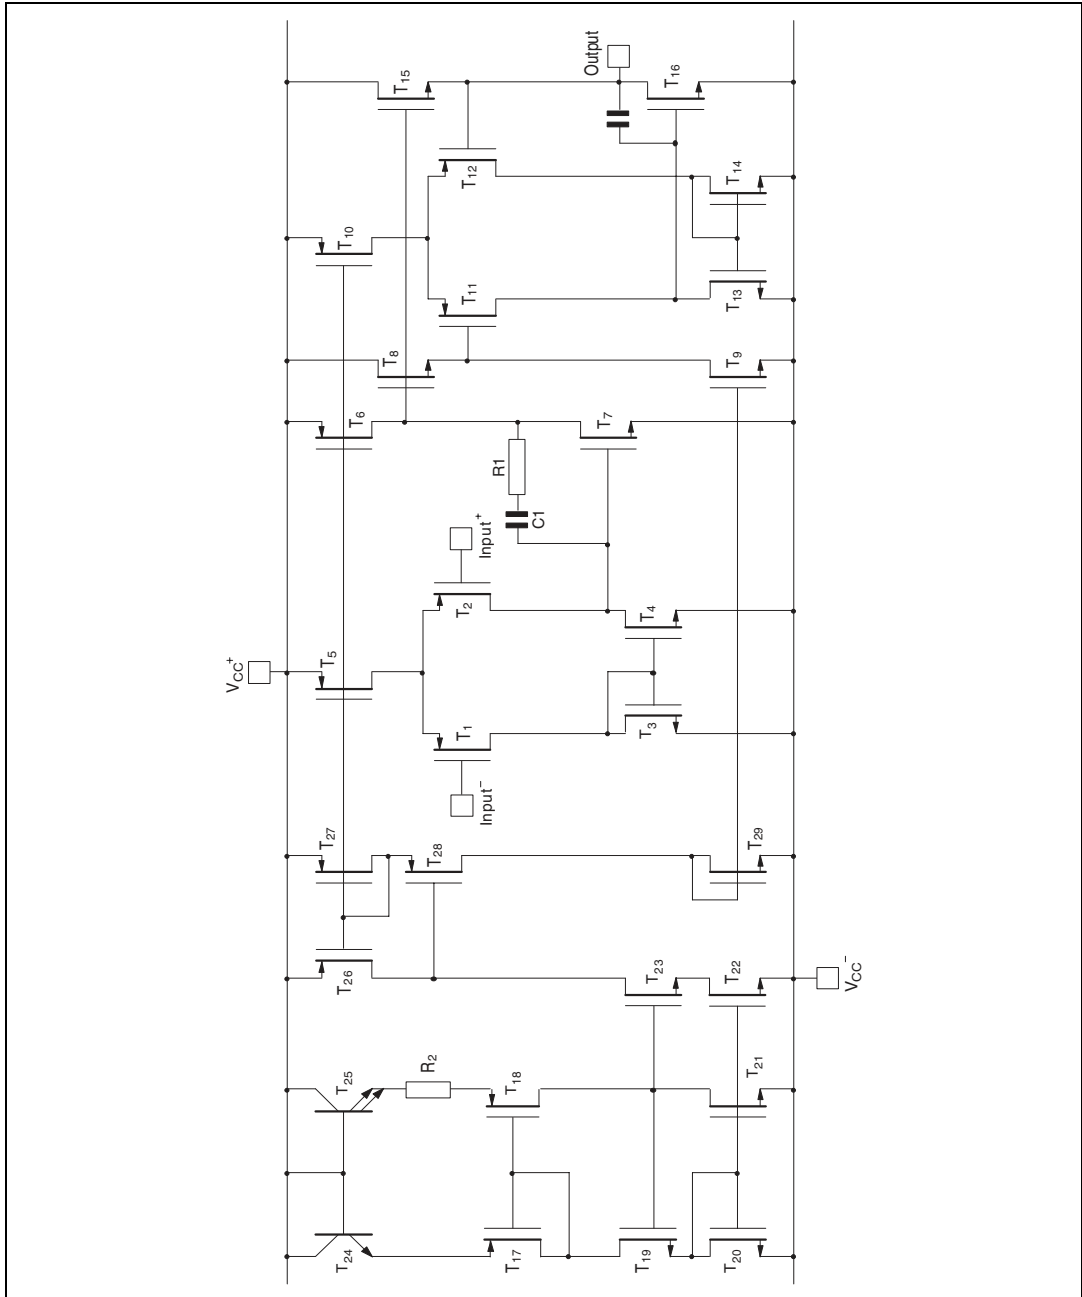 Output
T15
T16
T12
T14
T10
T11
T13
T8
T9
T6
T7
R1
C1
Input+
T2
T4
VCC+
T5
T1
T3
Input-
T27
T28
T29
T26
T23
T22
VCC-
R2
T25
T18
T21
T24
T17
T19
T20